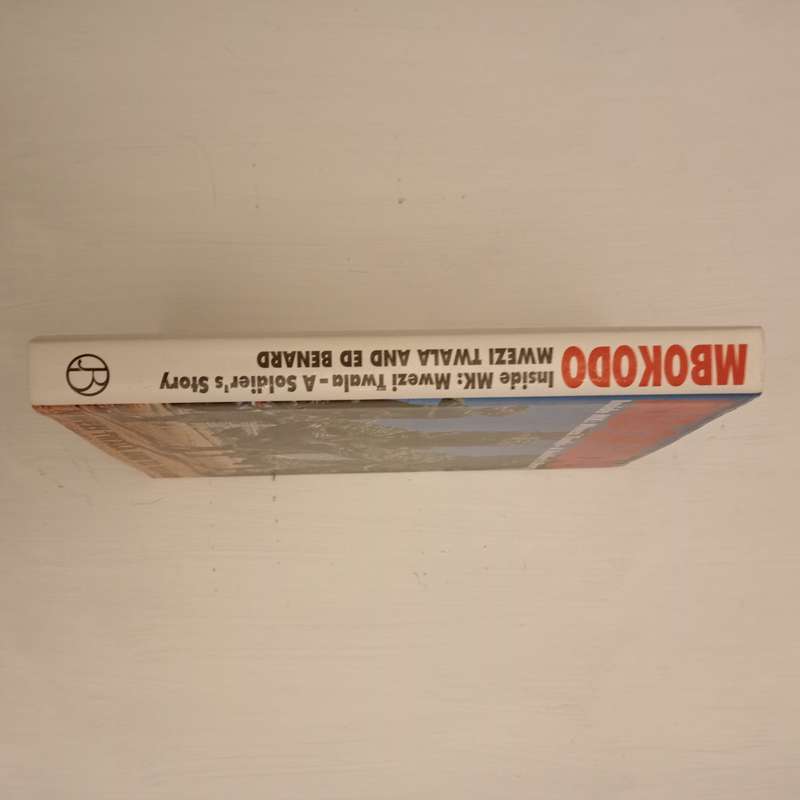 MBOKODO
Inside MK: Mwezi Twala – A Soldier's Story
MWEZI TWALA AND ED BENARD